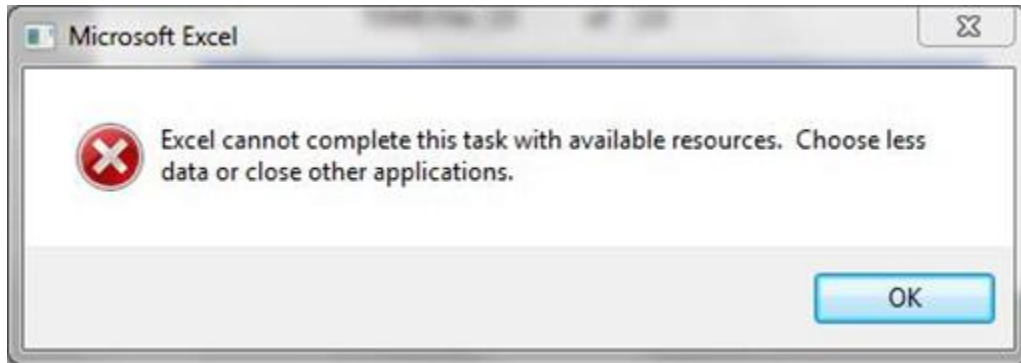 Microsoft Excel
Excel cannot complete this task with available resources.  Choose less
data or close other applications.
OK